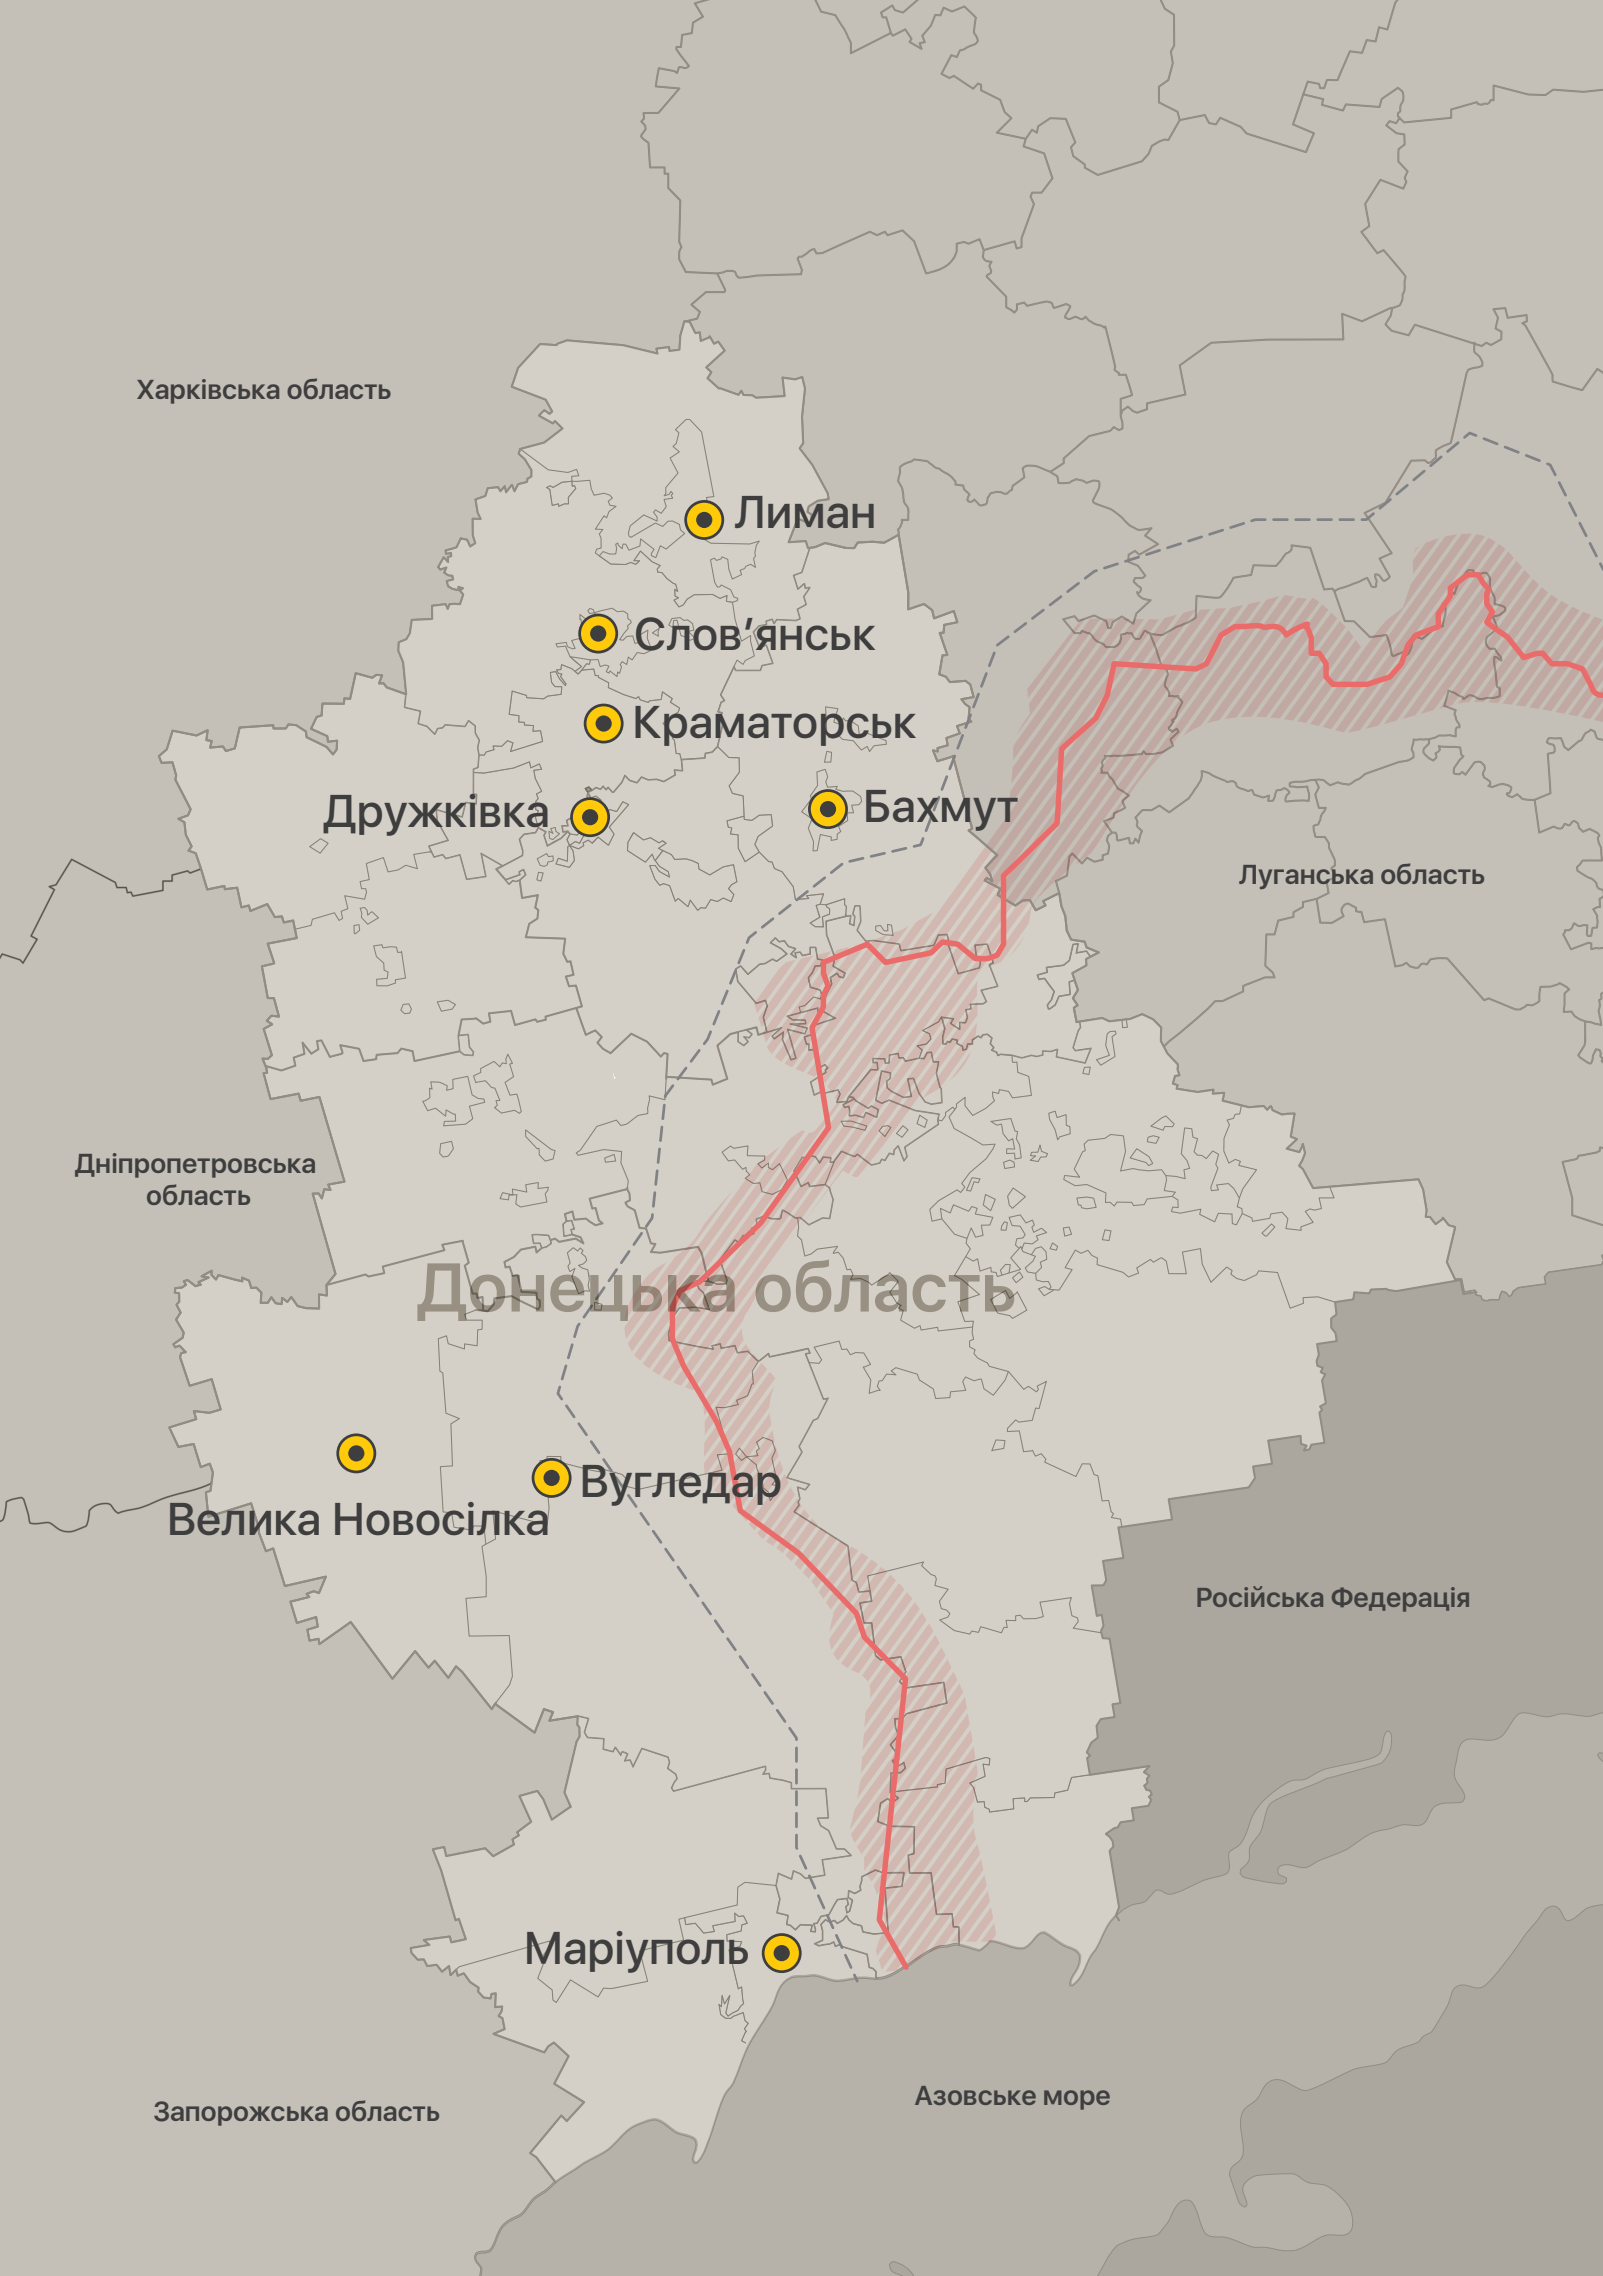 Харківська область
Лиман
Слов’янськ
Краматорськ
Дружківка
Бахмут
Луганська область
Дніпропетровська
область
Донецька область
Вугледар
Велика Новосілка
Російська Федерація
Маріуполь
Азовське море
Запорожська область